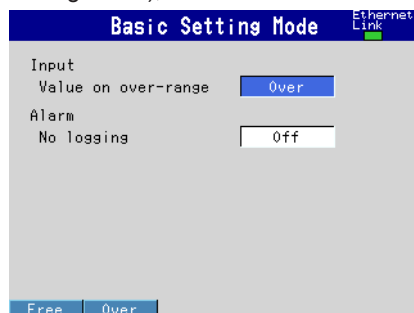 Basic Setting Mode
Ethernet
Link
Input
Value on over-range Over
Alarm
No logging Off
Free Over